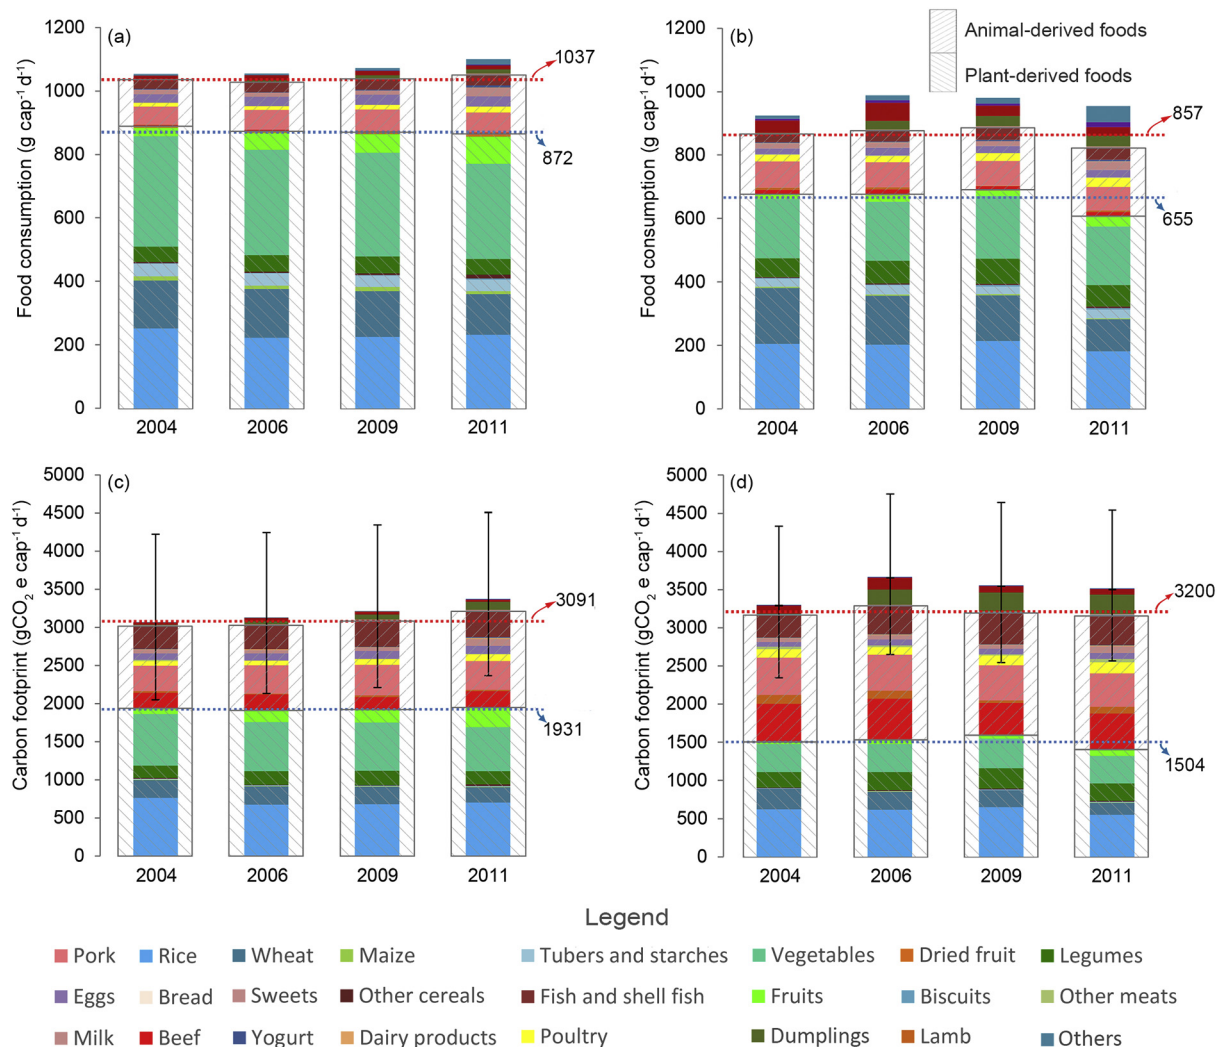 (a)
Food consumption (g cap⁻¹ d⁻¹)
1200
1000
800
600
400
200
0
1037
872
2004 2006 2009 2011
(b)
Food consumption (g cap⁻¹ d⁻¹)
1200
1000
800
600
400
200
0
Animal-derived foods
Plant-derived foods
857
655
2004 2006 2009 2011
(c)
Carbon footprint (gCO₂ e cap⁻¹ d⁻¹)
5000
4500
4000
3500
3000
2500
2000
1500
1000
500
0
3091
1931
2004 2006 2009 2011
(d)
Carbon footprint (gCO₂ e cap⁻¹ d⁻¹)
5000
4500
4000
3500
3000
2500
2000
1500
1000
500
0
3200
1504
2004 2006 2009 2011
Legend
Pork Rice Wheat Maize Tubers and starches Vegetables Dried fruit Legumes
Eggs Bread Sweets Other cereals Fish and shell fish Fruits Biscuits Other meats
Milk Beef Yogurt Dairy products Poultry Dumplings Lamb Others